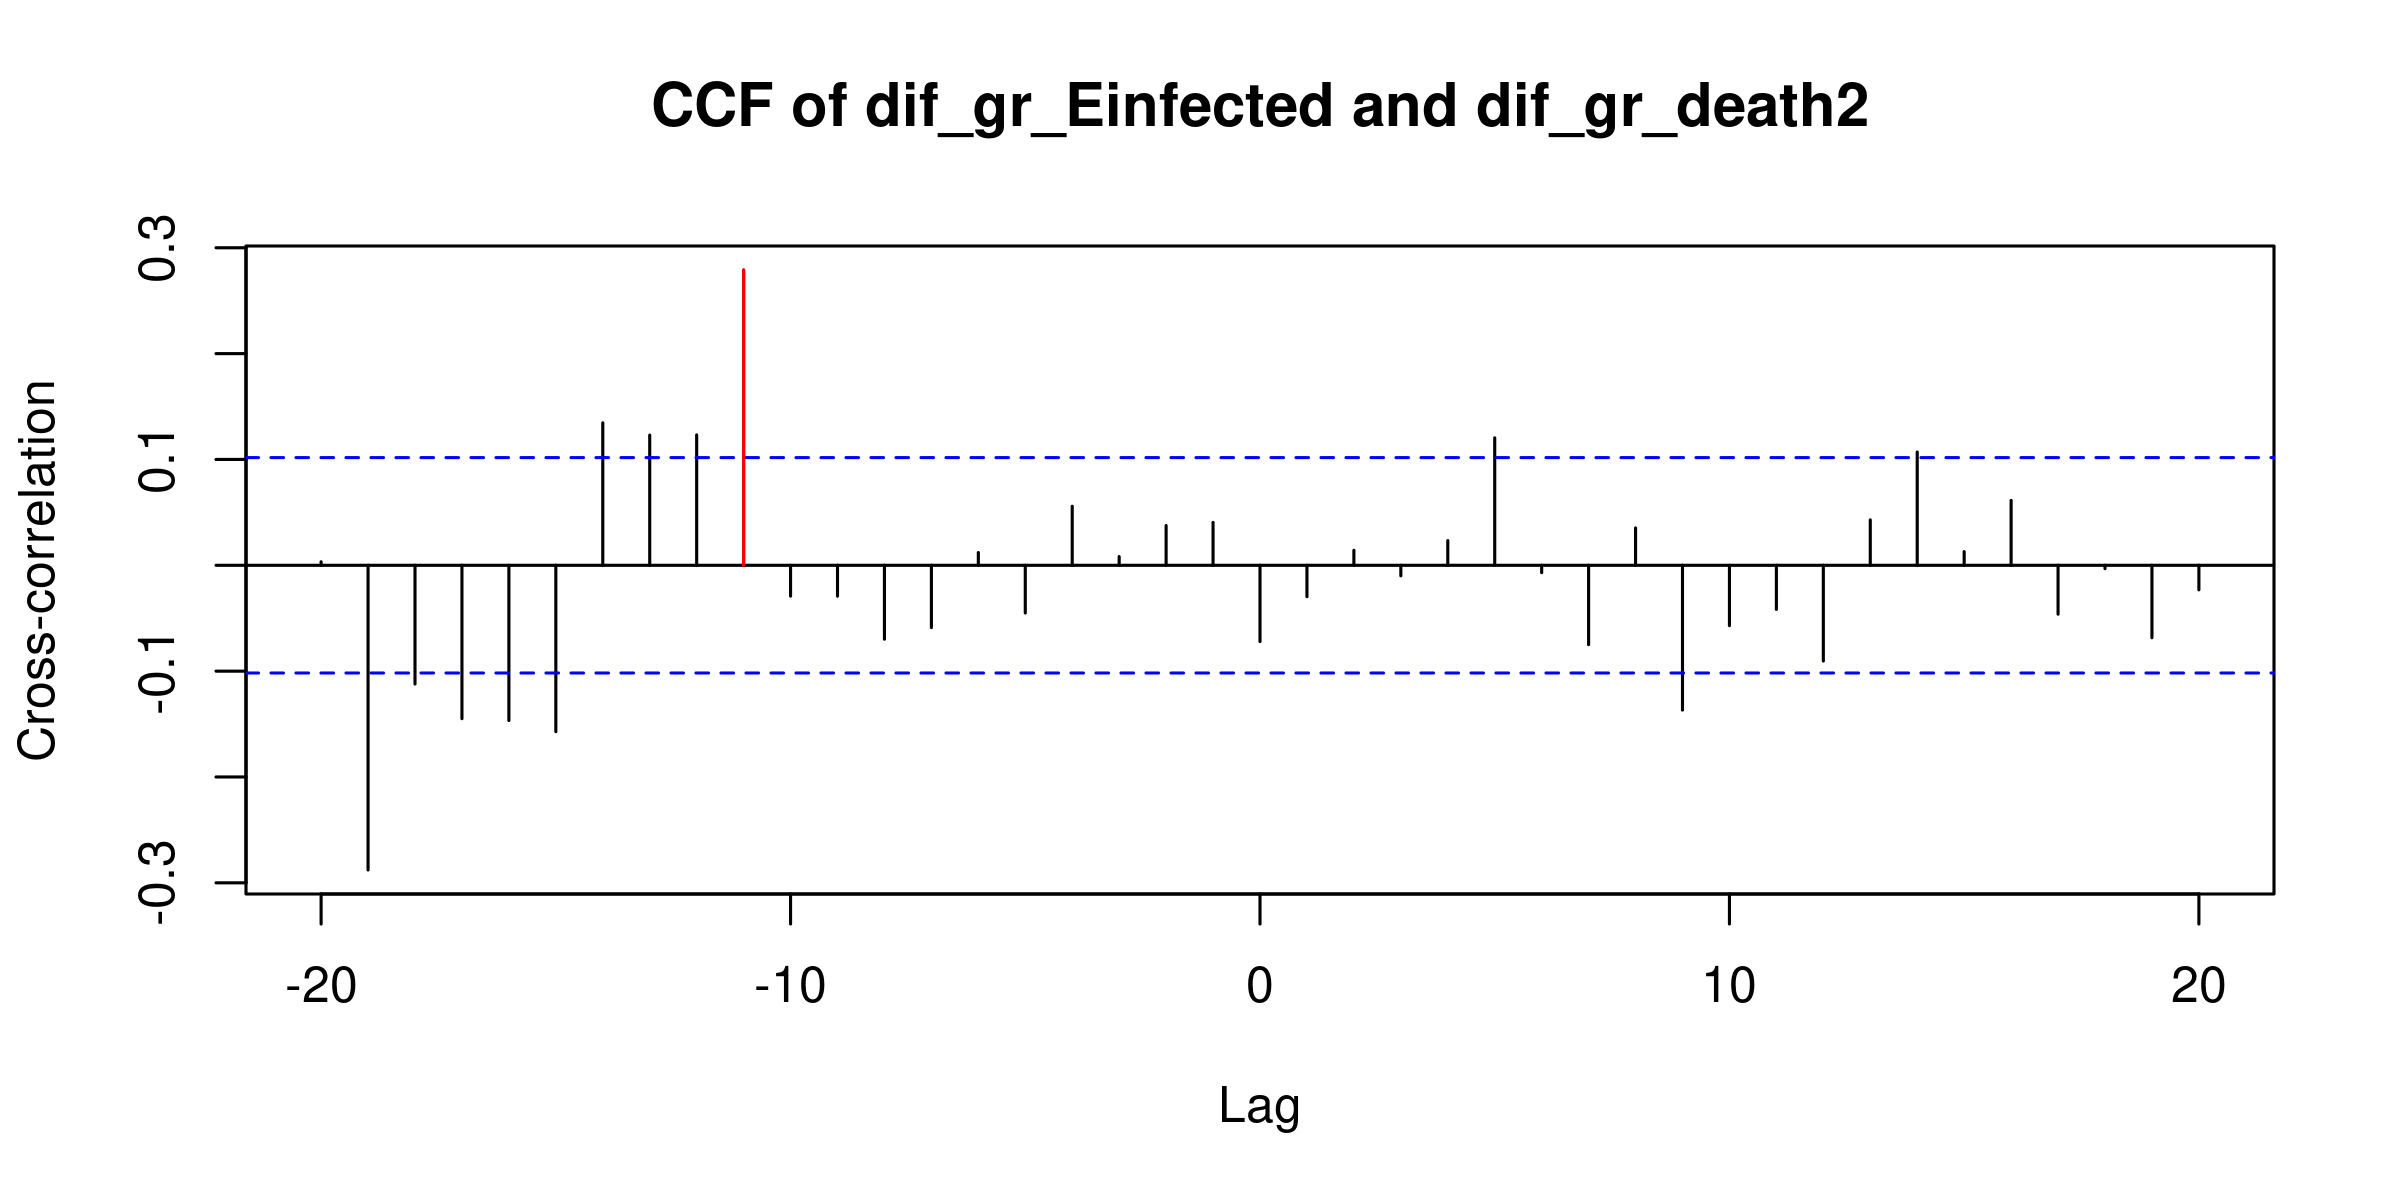 CCF of dif_gr_Einfected and dif_gr_death2
Cross-correlation
0.3
0.1
-0.1
-0.3
-20 -10 0 10 20
Lag